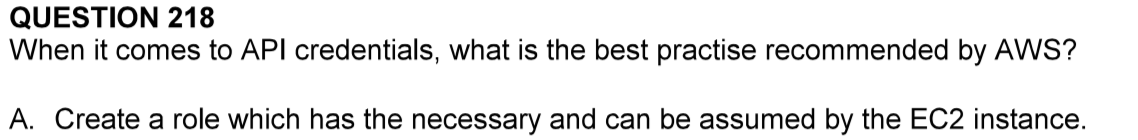 QUESTION 218
When it comes to API credentials, what is the best practise recommended by AWS?
A. Create a role which has the necessary and can be assumed by the EC2 instance.